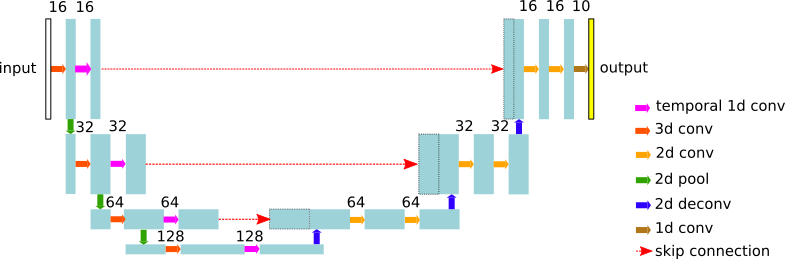 16 16
16 16 10
input
output
32 32
32 32
64 64
64 64
128 128
temporal 1d conv
3d conv
2d conv
2d pool
2d deconv
1d conv
skip connection